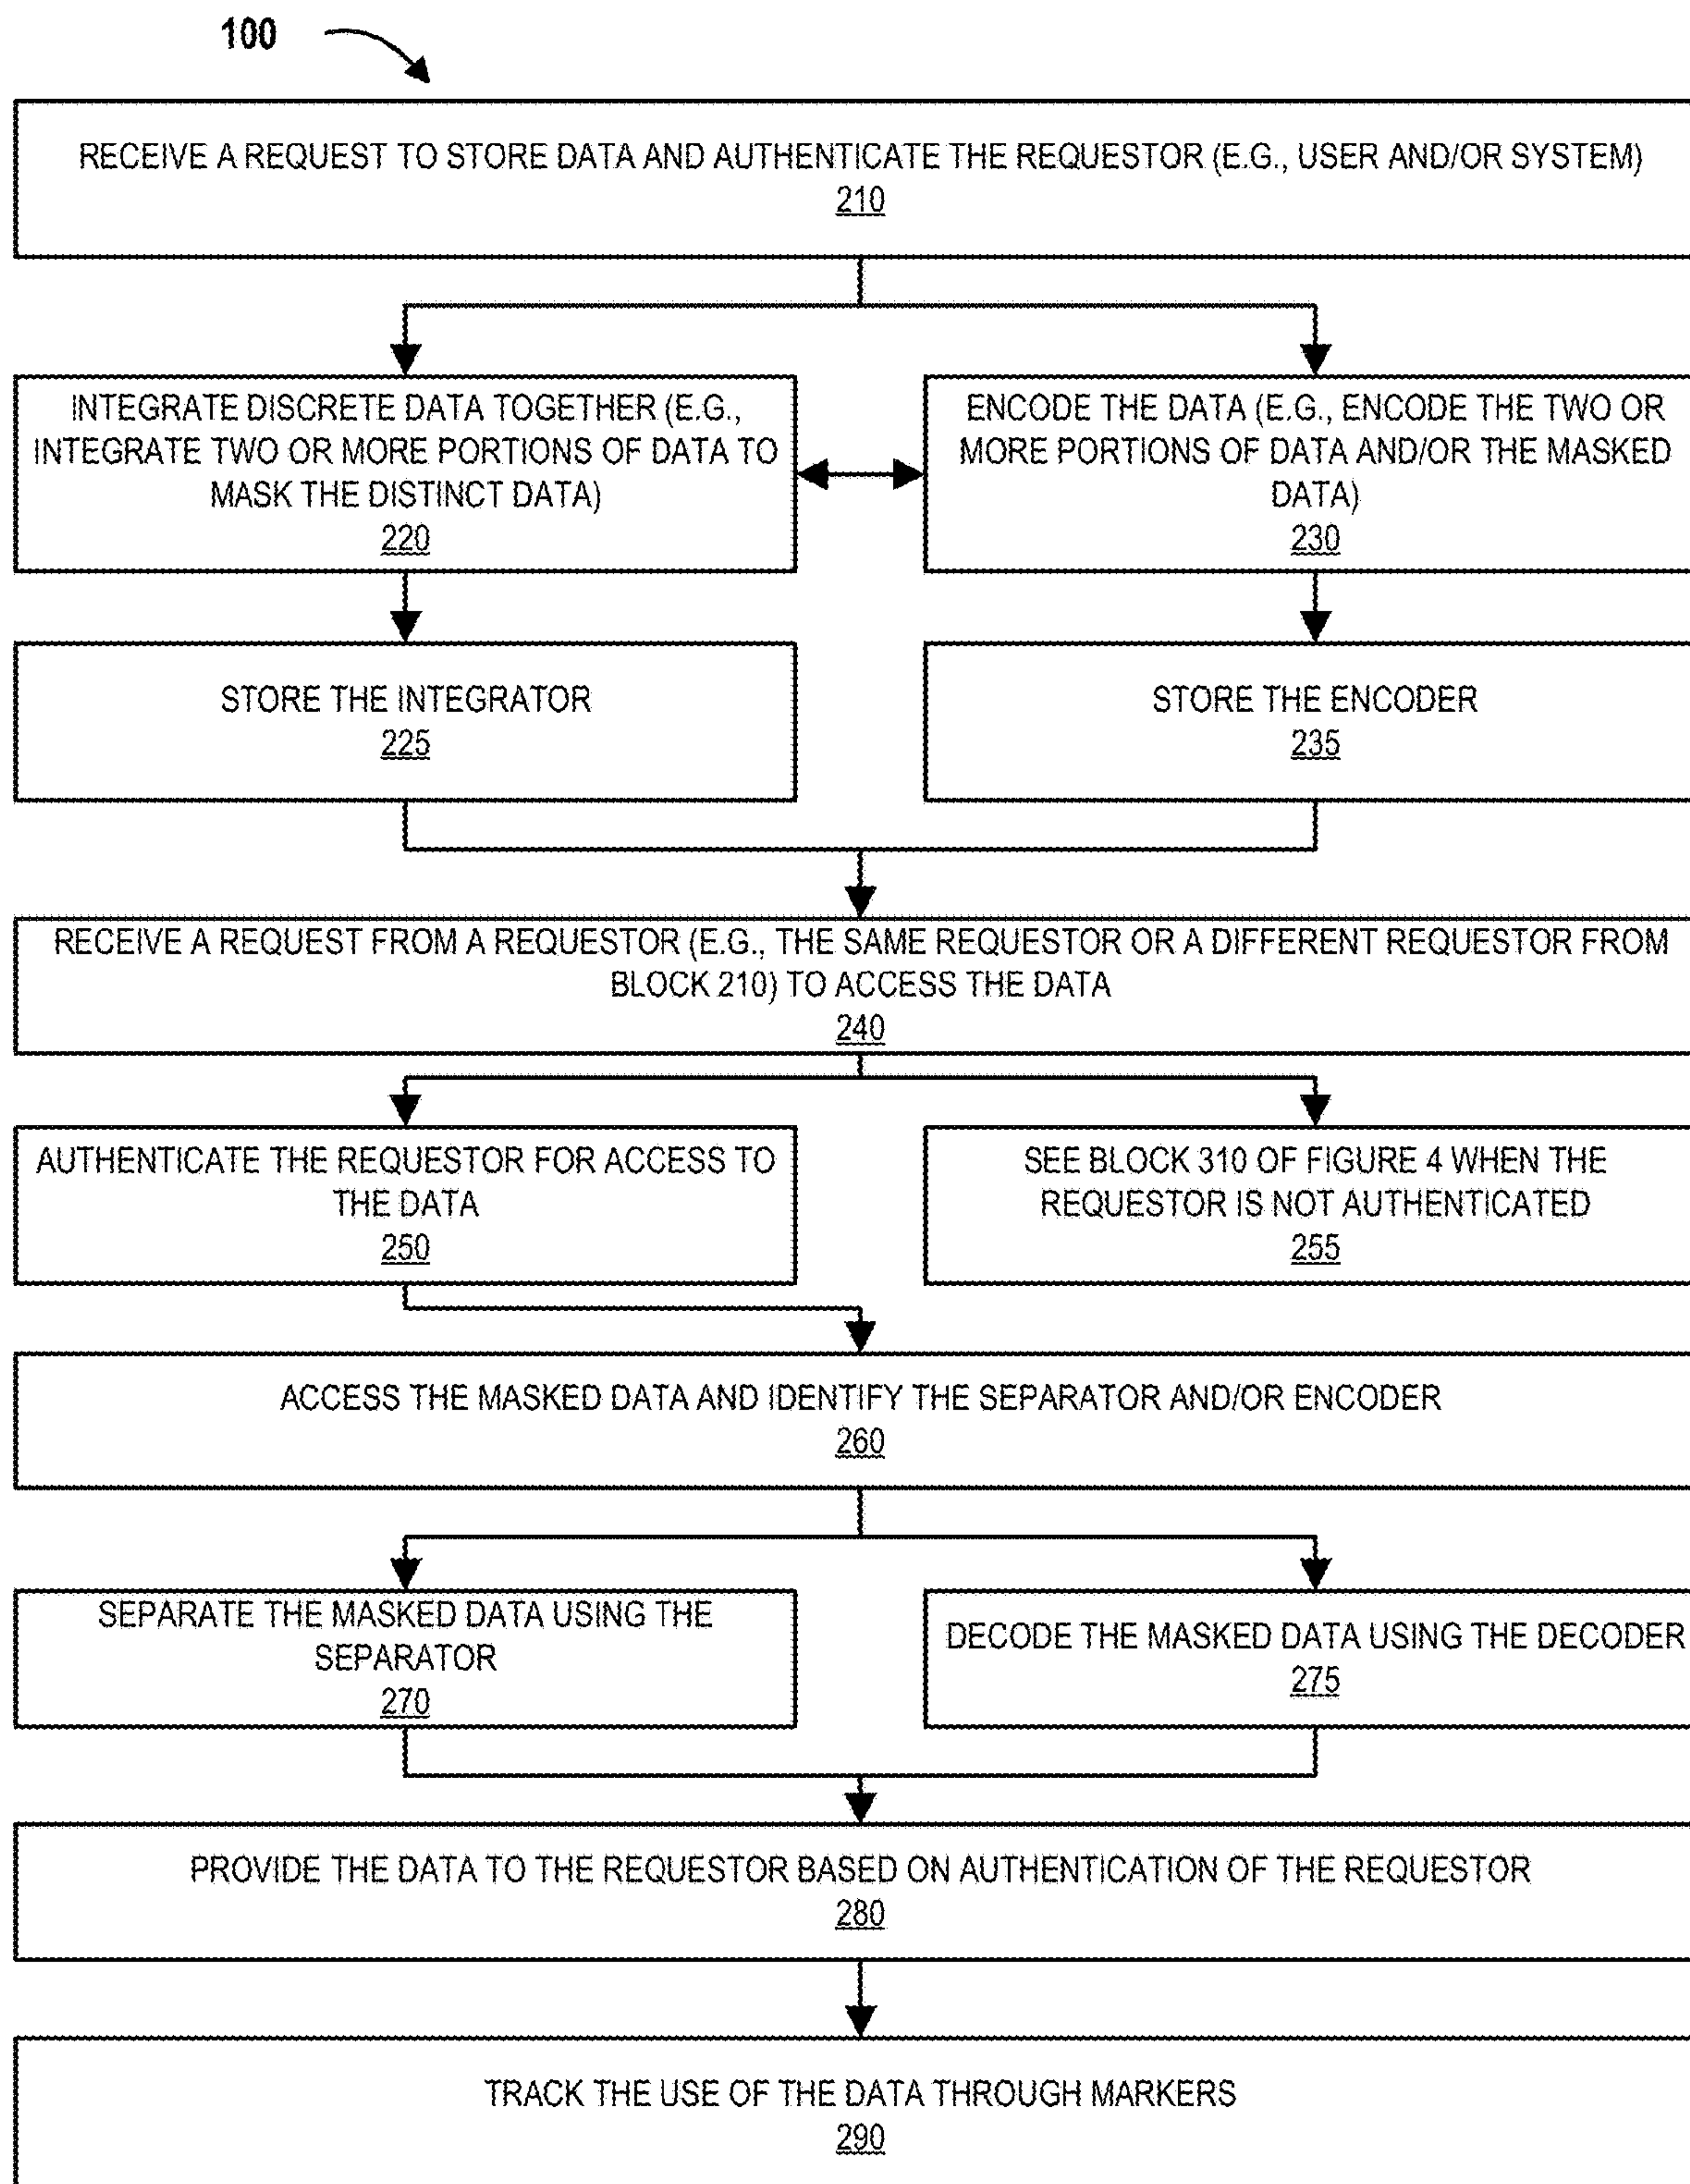 100
RECEIVE A REQUEST TO STORE DATA AND AUTHENTICATE THE REQUESTOR (E.G., USER AND/OR SYSTEM)
210
INTEGRATE DISCRETE DATA TOGETHER (E.G.,
INTEGRATE TWO OR MORE PORTIONS OF DATA TO
MASK THE DISTINCT DATA)
220
ENCODE THE DATA (E.G., ENCODE THE TWO OR
MORE PORTIONS OF DATA AND/OR THE MASKED
DATA)
230
STORE THE INTEGRATOR
225
STORE THE ENCODER
235
RECEIVE A REQUEST FROM A REQUESTOR (E.G., THE SAME REQUESTOR OR A DIFFERENT REQUESTOR FROM
BLOCK 210) TO ACCESS THE DATA
240
AUTHENTICATE THE REQUESTOR FOR ACCESS TO
THE DATA
250
SEE BLOCK 310 OF FIGURE 4 WHEN THE
REQUESTOR IS NOT AUTHENTICATED
255
ACCESS THE MASKED DATA AND IDENTIFY THE SEPARATOR AND/OR ENCODER
260
SEPARATE THE MASKED DATA USING THE
SEPARATOR
270
DECODE THE MASKED DATA USING THE DECODER
275
PROVIDE THE DATA TO THE REQUESTOR BASED ON AUTHENTICATION OF THE REQUESTOR
280
TRACK THE USE OF THE DATA THROUGH MARKERS
290